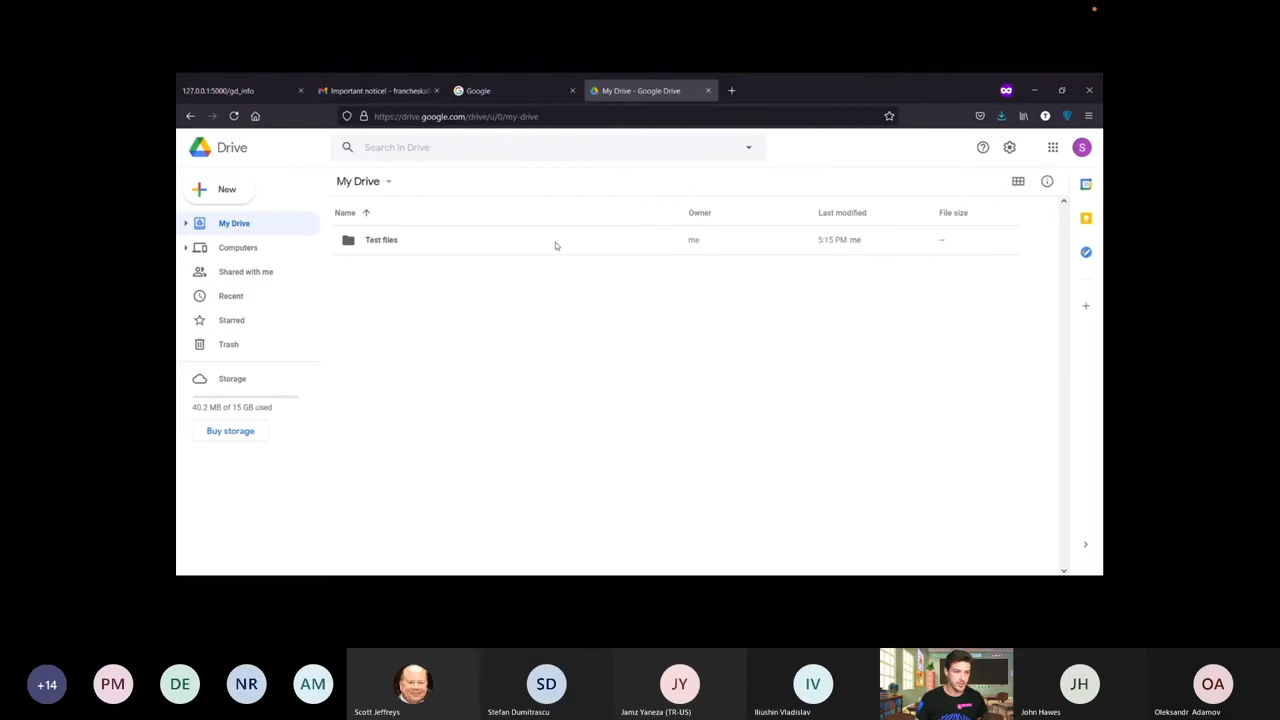 127.0.0.1:5000/gd_info
Important notice! - francheska
Google
My Drive - Google Drive
https://drive.google.com/drive/u/0/my-drive
Drive
Search in Drive
S
New
My Drive
Name
Owner
Last modified
File size
My Drive
Test files
me
5:15 PM me
—
Computers
Shared with me
Recent
Starred
Trash
Storage
40.2 MB of 15 GB used
Buy storage
+14
PM
DE
NR
AM
SD
JY
IV
JH
OA
Scott Jeffreys
Stefan Dumitrascu
Jamz Yaneza (TR-US)
Iliushin Vladislav
John Hawes
Oleksandr Adamov